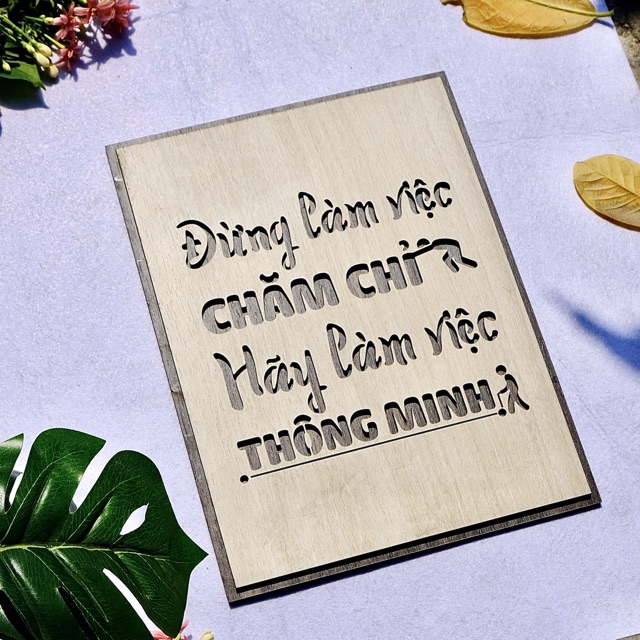 Đừng làm việc
CHĂM CHỈ
Hãy làm việc
THÔNG MINH